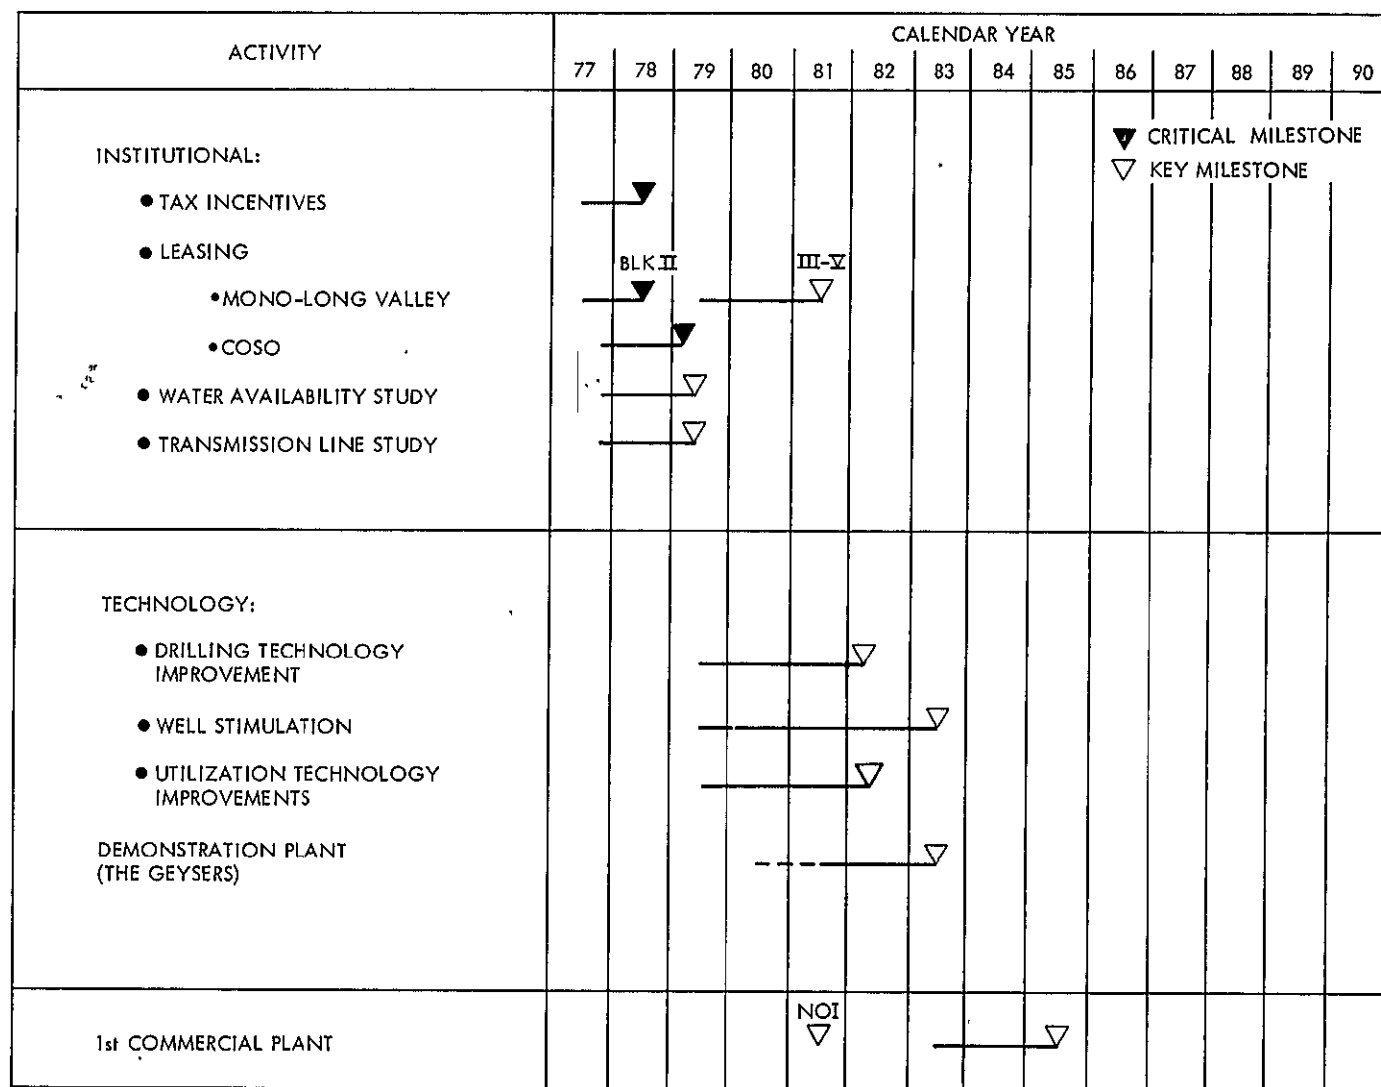 ACTIVITY
CALENDAR YEAR
77 78 79 80 81 82 83 84 85 86 87 88 89 90
CRITICAL MILESTONE
KEY MILESTONE
INSTITUTIONAL:
• TAX INCENTIVES
• LEASING
BLK II
III-V
• MONO-LONG VALLEY
• COSO
• WATER AVAILABILITY STUDY
• TRANSMISSION LINE STUDY
TECHNOLOGY:
• DRILLING TECHNOLOGY
IMPROVEMENT
• WELL STIMULATION
• UTILIZATION TECHNOLOGY
IMPROVEMENTS
DEMONSTRATION PLANT
(THE GEYSERS)
NOI
1st COMMERCIAL PLANT